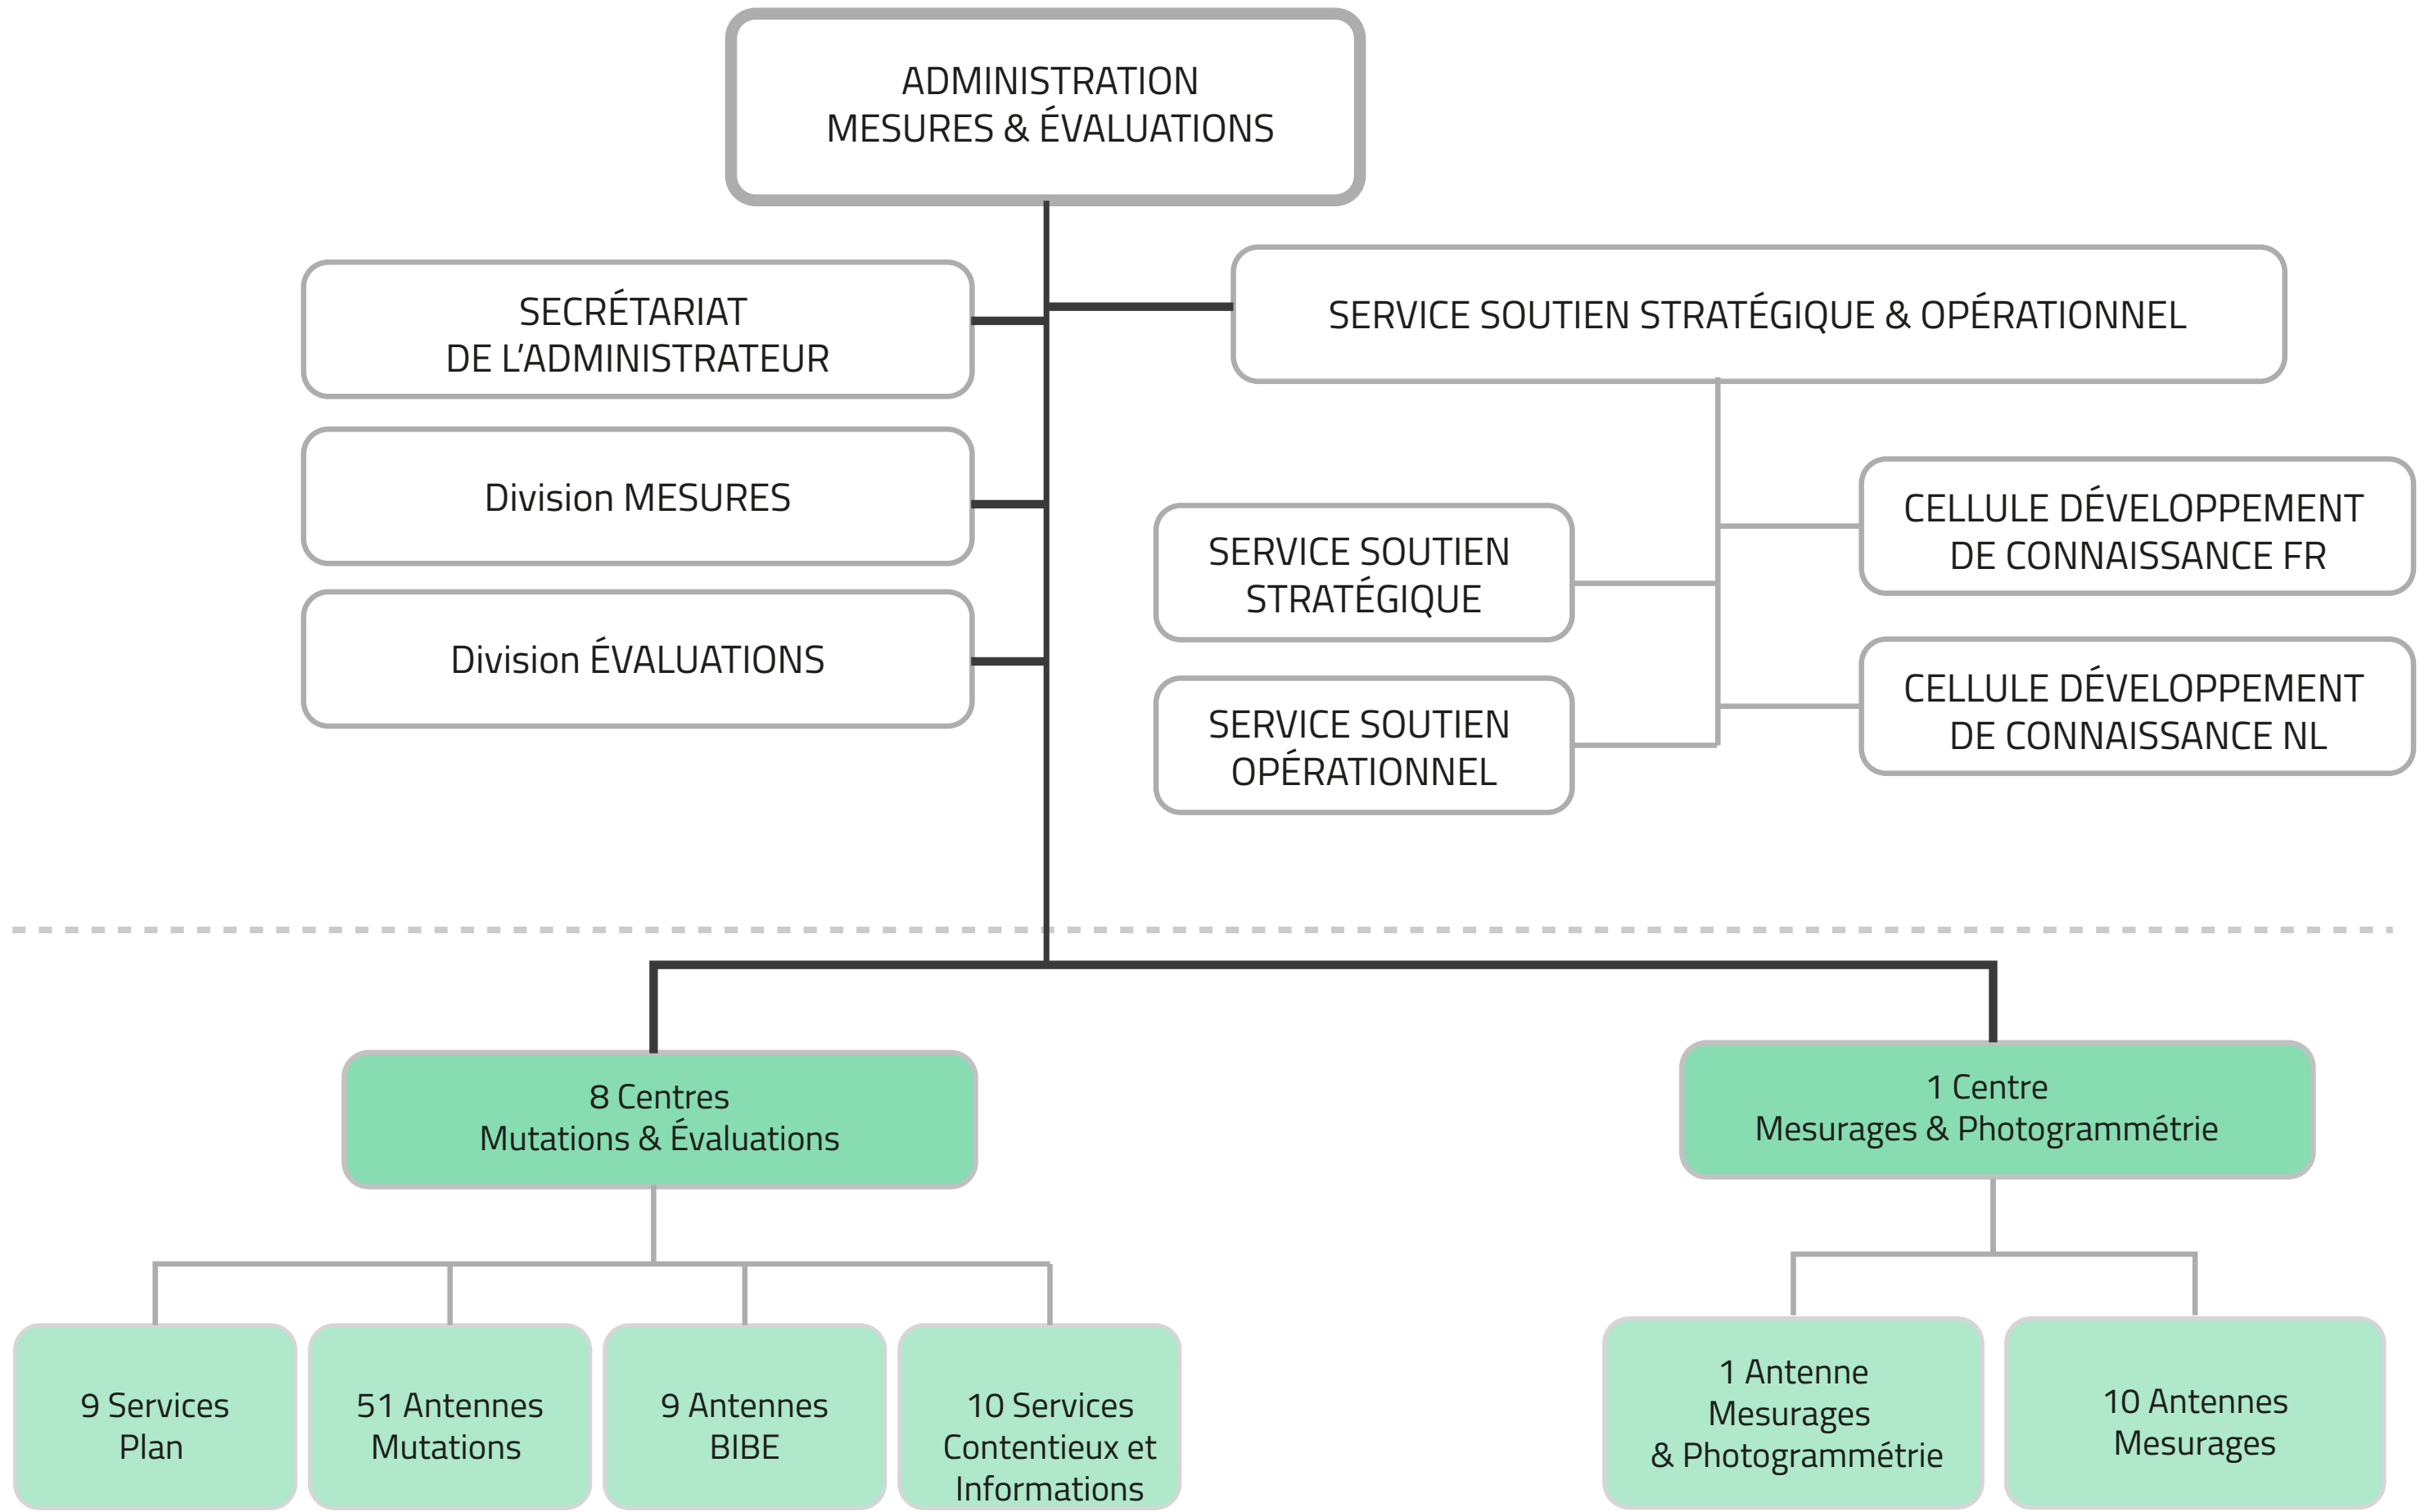 ADMINISTRATION
MESURES & ÉVALUATIONS
SECRÉTARIAT
DE L’ADMINISTRATEUR
SERVICE SOUTIEN STRATÉGIQUE & OPÉRATIONNEL
Division MESURES
Division ÉVALUATIONS
SERVICE SOUTIEN
STRATÉGIQUE
SERVICE SOUTIEN
OPÉRATIONNEL
CELLULE DÉVELOPPEMENT
DE CONNAISSANCE FR
CELLULE DÉVELOPPEMENT
DE CONNAISSANCE NL
8 Centres
Mutations & Évaluations
1 Centre
Mesurages & Photogrammétrie
9 Services
Plan
51 Antennes
Mutations
9 Antennes
BIBE
10 Services
Contentieux et
Informations
1 Antenne
Mesurages
& Photogrammétrie
10 Antennes
Mesurages